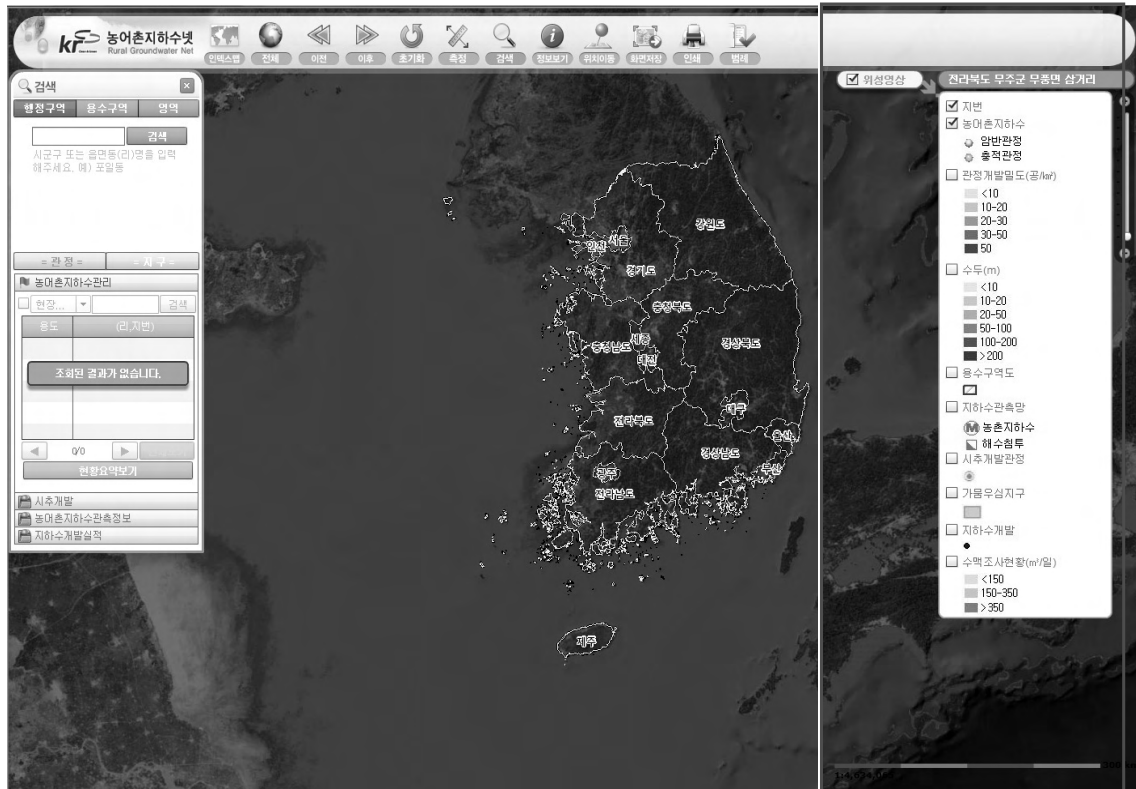 농어촌지하수넷
Rural Groundwater Net
인덱스맵 전체 이전 이후 초기화 측정 검색 정보보기 위치이동 화면저장 인쇄 범례
검색
행정구역 용수구역 영역
검색
시군구 또는 읍면동(리)명을 입력
해주세요. 예) 포일동
= 관정 = = 지구 =
농어촌지하수관리
현장... 검색
용도 (리,지번)
조회된 결과가 없습니다.
0/0
현황요약보기
시추개발
농어촌지하수관측정보
지하수개발실적
강원도
인천 서울
경기도
충청북도
세종
충청남도
경상북도
대전
전라북도
대구
울산
경상남도
부산
광주
전라남도
제주
위성영상
전라북도 무주군 무풍면 삼거리
지번
농어촌지하수
암반관정
충적관정
관정개발밀도(공/㎢)
<10
10-20
20-30
30-50
50
수두(m)
<10
10-20
20-50
50-100
100-200
>200
용수구역도
지하수관측망
M 농촌지하수
해수침투
시추개발관정
가뭄우심지구
지하수개발
수맥조사현황(m³/일)
<150
150-350
>350
300 km